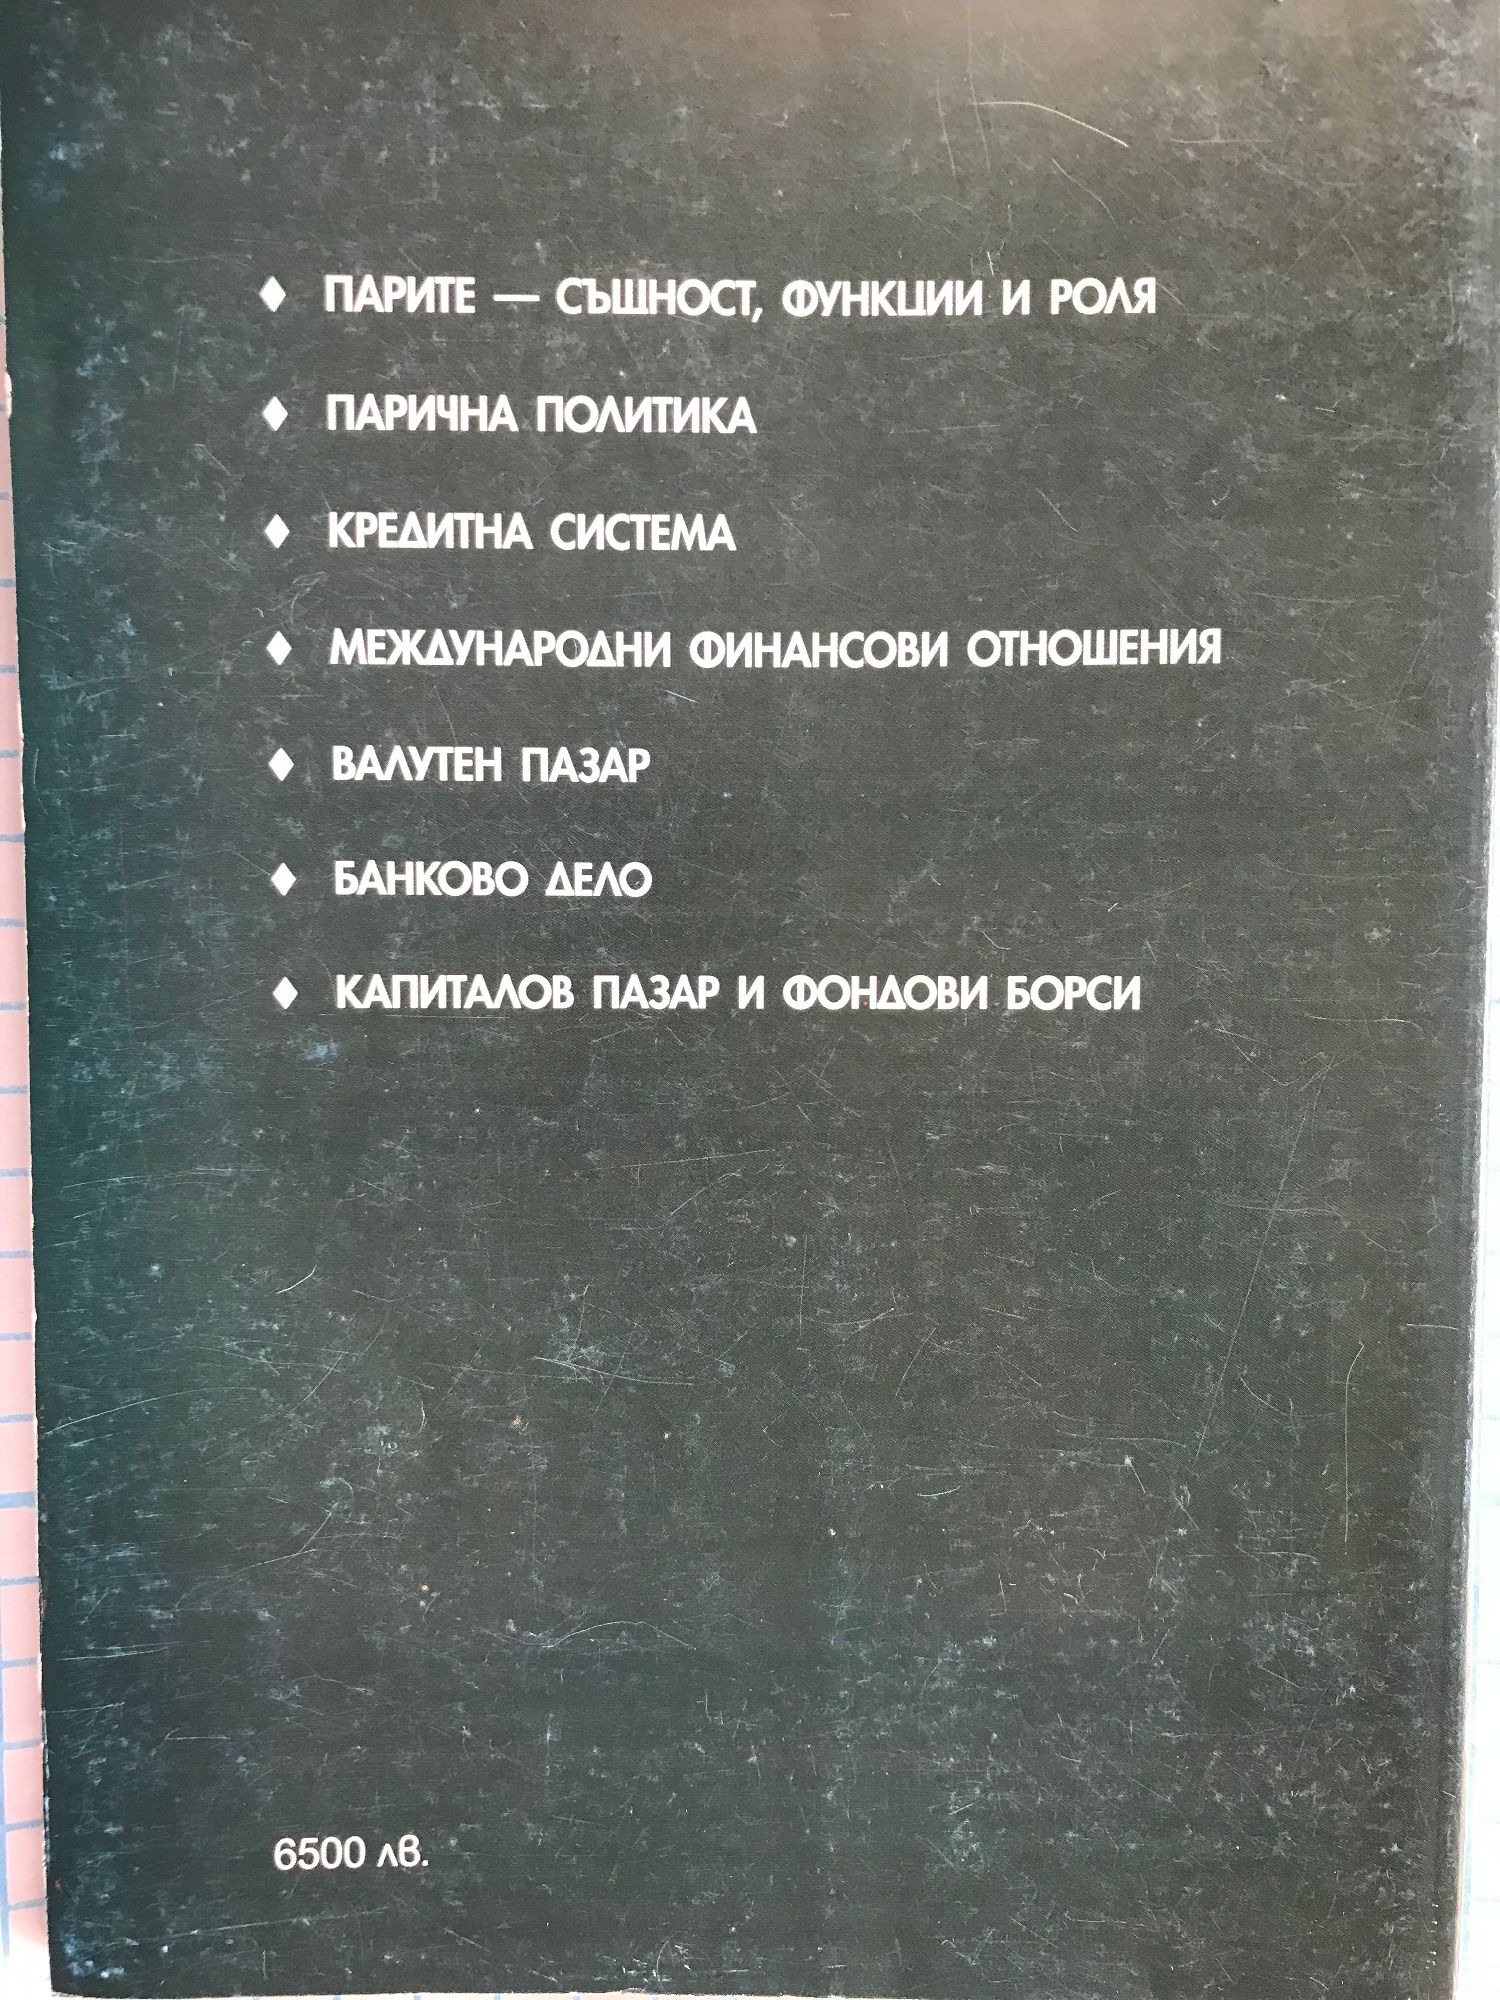 ♦ ПАРИТЕ — СЪЩНОСТ, ФУНКЦИИ И РОЛЯ
♦ ПАРИЧНА ПОЛИТИКА
♦ КРЕДИТНА СИСТЕМА
♦ МЕЖДУНАРОДНИ ФИНАНСОВИ ОТНОШЕНИЯ
♦ ВАЛУТЕН ПАЗАР
♦ БАНКОВО ДЕЛО
♦ КАПИТАЛОВ ПАЗАР И ФОНДОВИ БОРСИ
6500 лв.